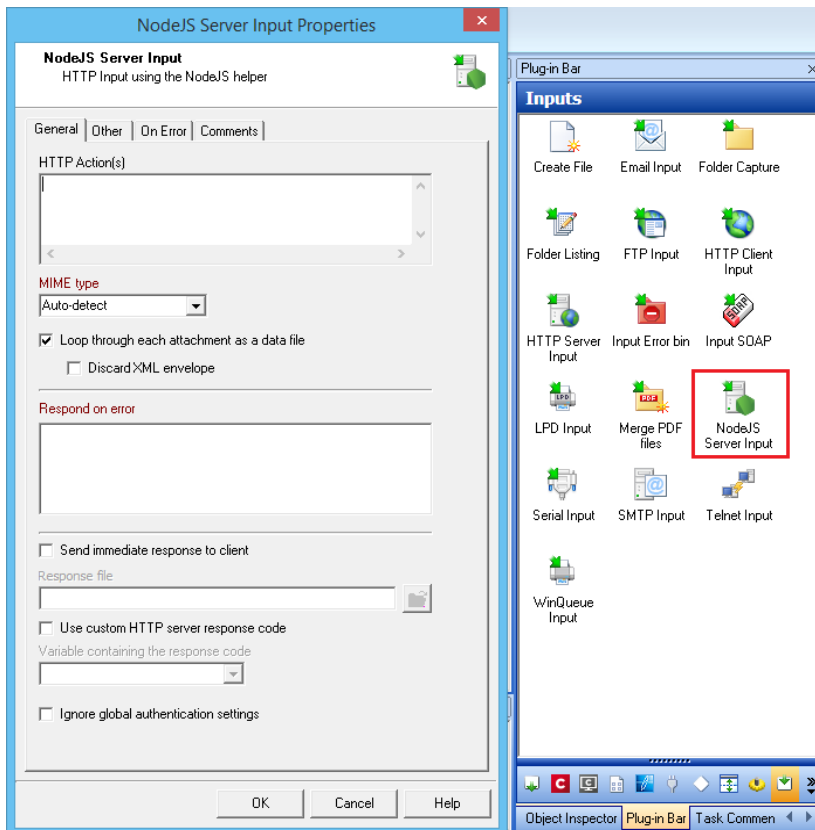 NodeJS Server Input Properties
NodeJS Server Input
HTTP Input using the NodeJS helper
General
Other
On Error
Comments
HTTP Action(s)
MIME type
Auto-detect
Loop through each attachment as a data file
Discard XML envelope
Respond on error
Send immediate response to client
Response file
Use custom HTTP server response code
Variable containing the response code
Ignore global authentication settings
OK
Cancel
Help
Plug-in Bar
Inputs
Create File
Email Input
Folder Capture
Folder Listing
FTP Input
HTTP Client
Input
HTTP Server
Input
Input Error bin
SOAP
Input SOAP
LPD
LPD Input
PDF
Merge PDF
files
NodeJS
Server Input
Serial Input
SMTP Input
Telnet Input
WinQueue
Input
Object Inspector
Plug-in Bar
Task Commen